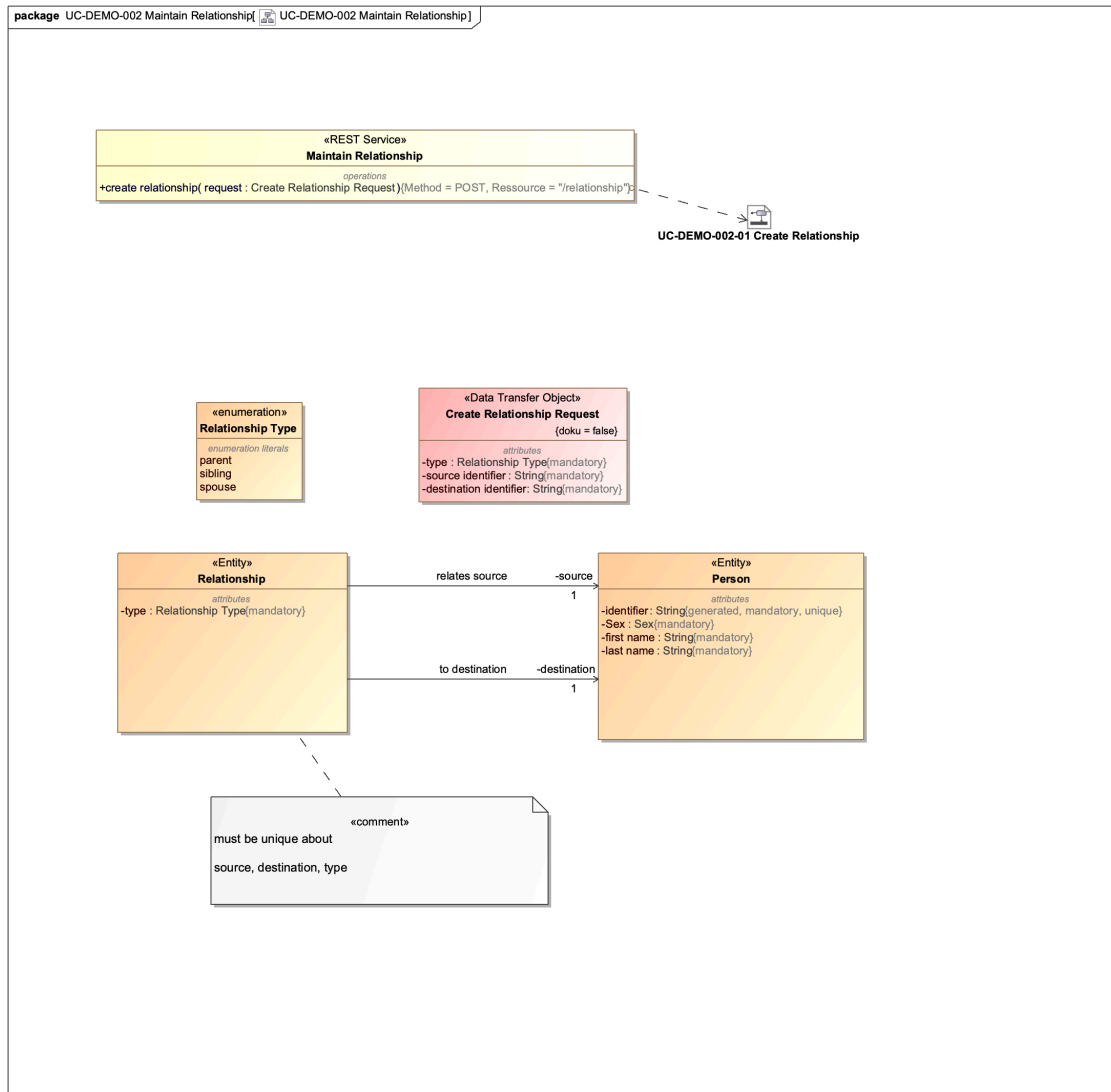 package UC-DEMO-002 Maintain Relationship[ UC-DEMO-002 Maintain Relationship]
«REST Service»
Maintain Relationship
operations
+create relationship( request : Create Relationship Request){Method = POST, Ressource = "/relationship"}
UC-DEMO-002-01 Create Relationship
«enumeration»
Relationship Type
enumeration literals
parent
sibling
spouse
«Data Transfer Object»
Create Relationship Request
{doku = false}
attributes
-type : Relationship Type{mandatory}
-source identifier : String{mandatory}
-destination identifier: String{mandatory}
«Entity»
Relationship
attributes
-type : Relationship Type{mandatory}
relates source
-source
1
to destination
-destination
1
«Entity»
Person
attributes
-identifier: String{generated, mandatory, unique}
-Sex : Sex{mandatory}
-first name : String{mandatory}
-last name : String{mandatory}
«comment»
must be unique about
source, destination, type